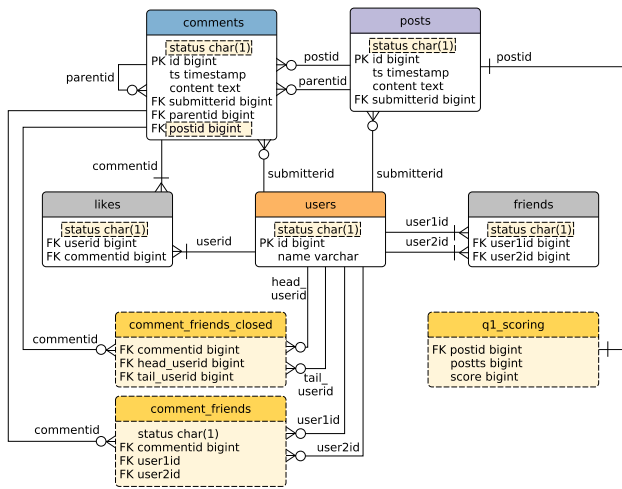 comments
status char(1)
PK id bigint
ts timestamp
content text
FK submitterid bigint
FK parentid bigint
FK postid bigint
posts
status char(1)
PK id bigint
ts timestamp
content text
FK submitterid bigint
postid
parentid
postid
parentid
commentid
submitterid
submitterid
likes
status char(1)
FK userid bigint
FK commentid bigint
userid
users
status char(1)
PK id bigint
name varchar
user1id
user2id
friends
status char(1)
FK user1id bigint
FK user2id bigint
head_
userid
commentid
comment_friends_closed
FK commentid bigint
FK head_userid bigint
FK tail_userid bigint
tail_
userid
q1_scoring
FK postid bigint
postts bigint
score bigint
commentid
comment_friends
status char(1)
FK commentid bigint
FK user1id
FK user2id
user1id
user2id